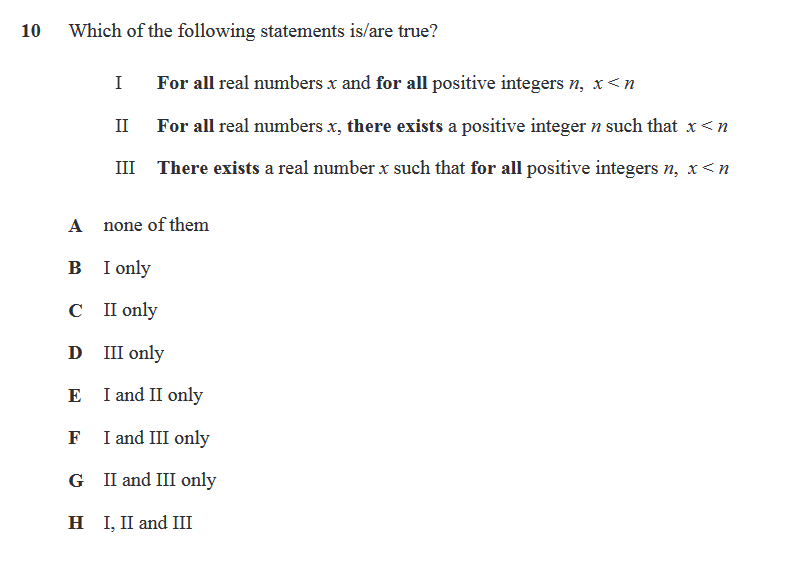 10 Which of the following statements is/are true?
I For all real numbers x and for all positive integers n, x < n
II For all real numbers x, there exists a positive integer n such that x < n
III There exists a real number x such that for all positive integers n, x < n
A none of them
B I only
C II only
D III only
E I and II only
F I and III only
G II and III only
H I, II and III